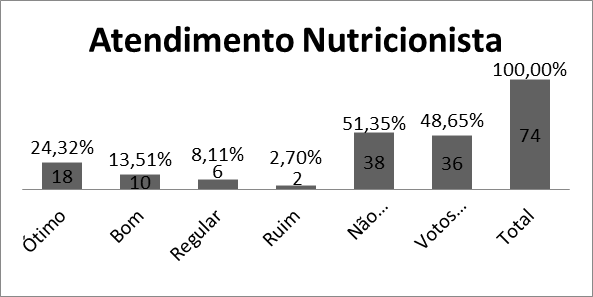 Atendimento Nutricionista
24,32%
18
13,51%
10
8,11%
6
2,70%
2
51,35%
38
48,65%
36
100,00%
74
Ótimo
Bom
Regular
Ruim
Não...
Votos...
Total